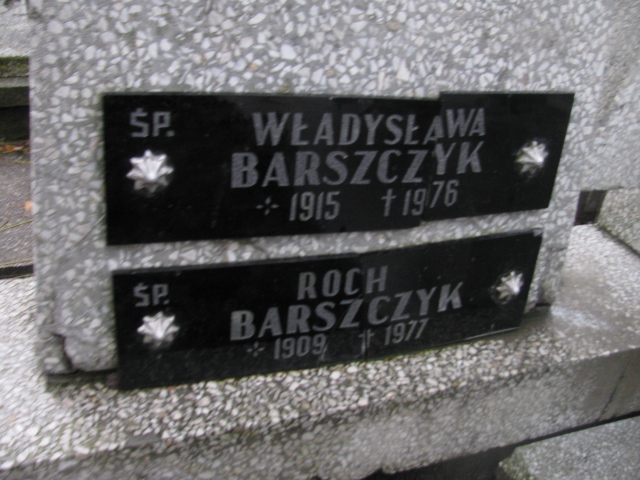 ŚP. WŁADYSŁAWA
BARSZCZYK
1915 †1976
ŚP. ROCH
BARSZCZYK
1909 †1977